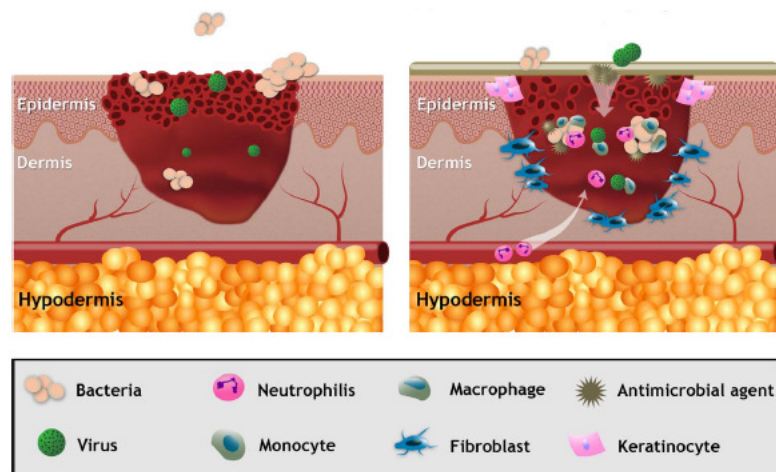 Epidermis
Dermis
Hypodermis
Epidermis
Dermis
Hypodermis
Bacteria
Neutrophilis
Macrophage
Antimicrobial agent
Virus
Monocyte
Fibroblast
Keratinocyte